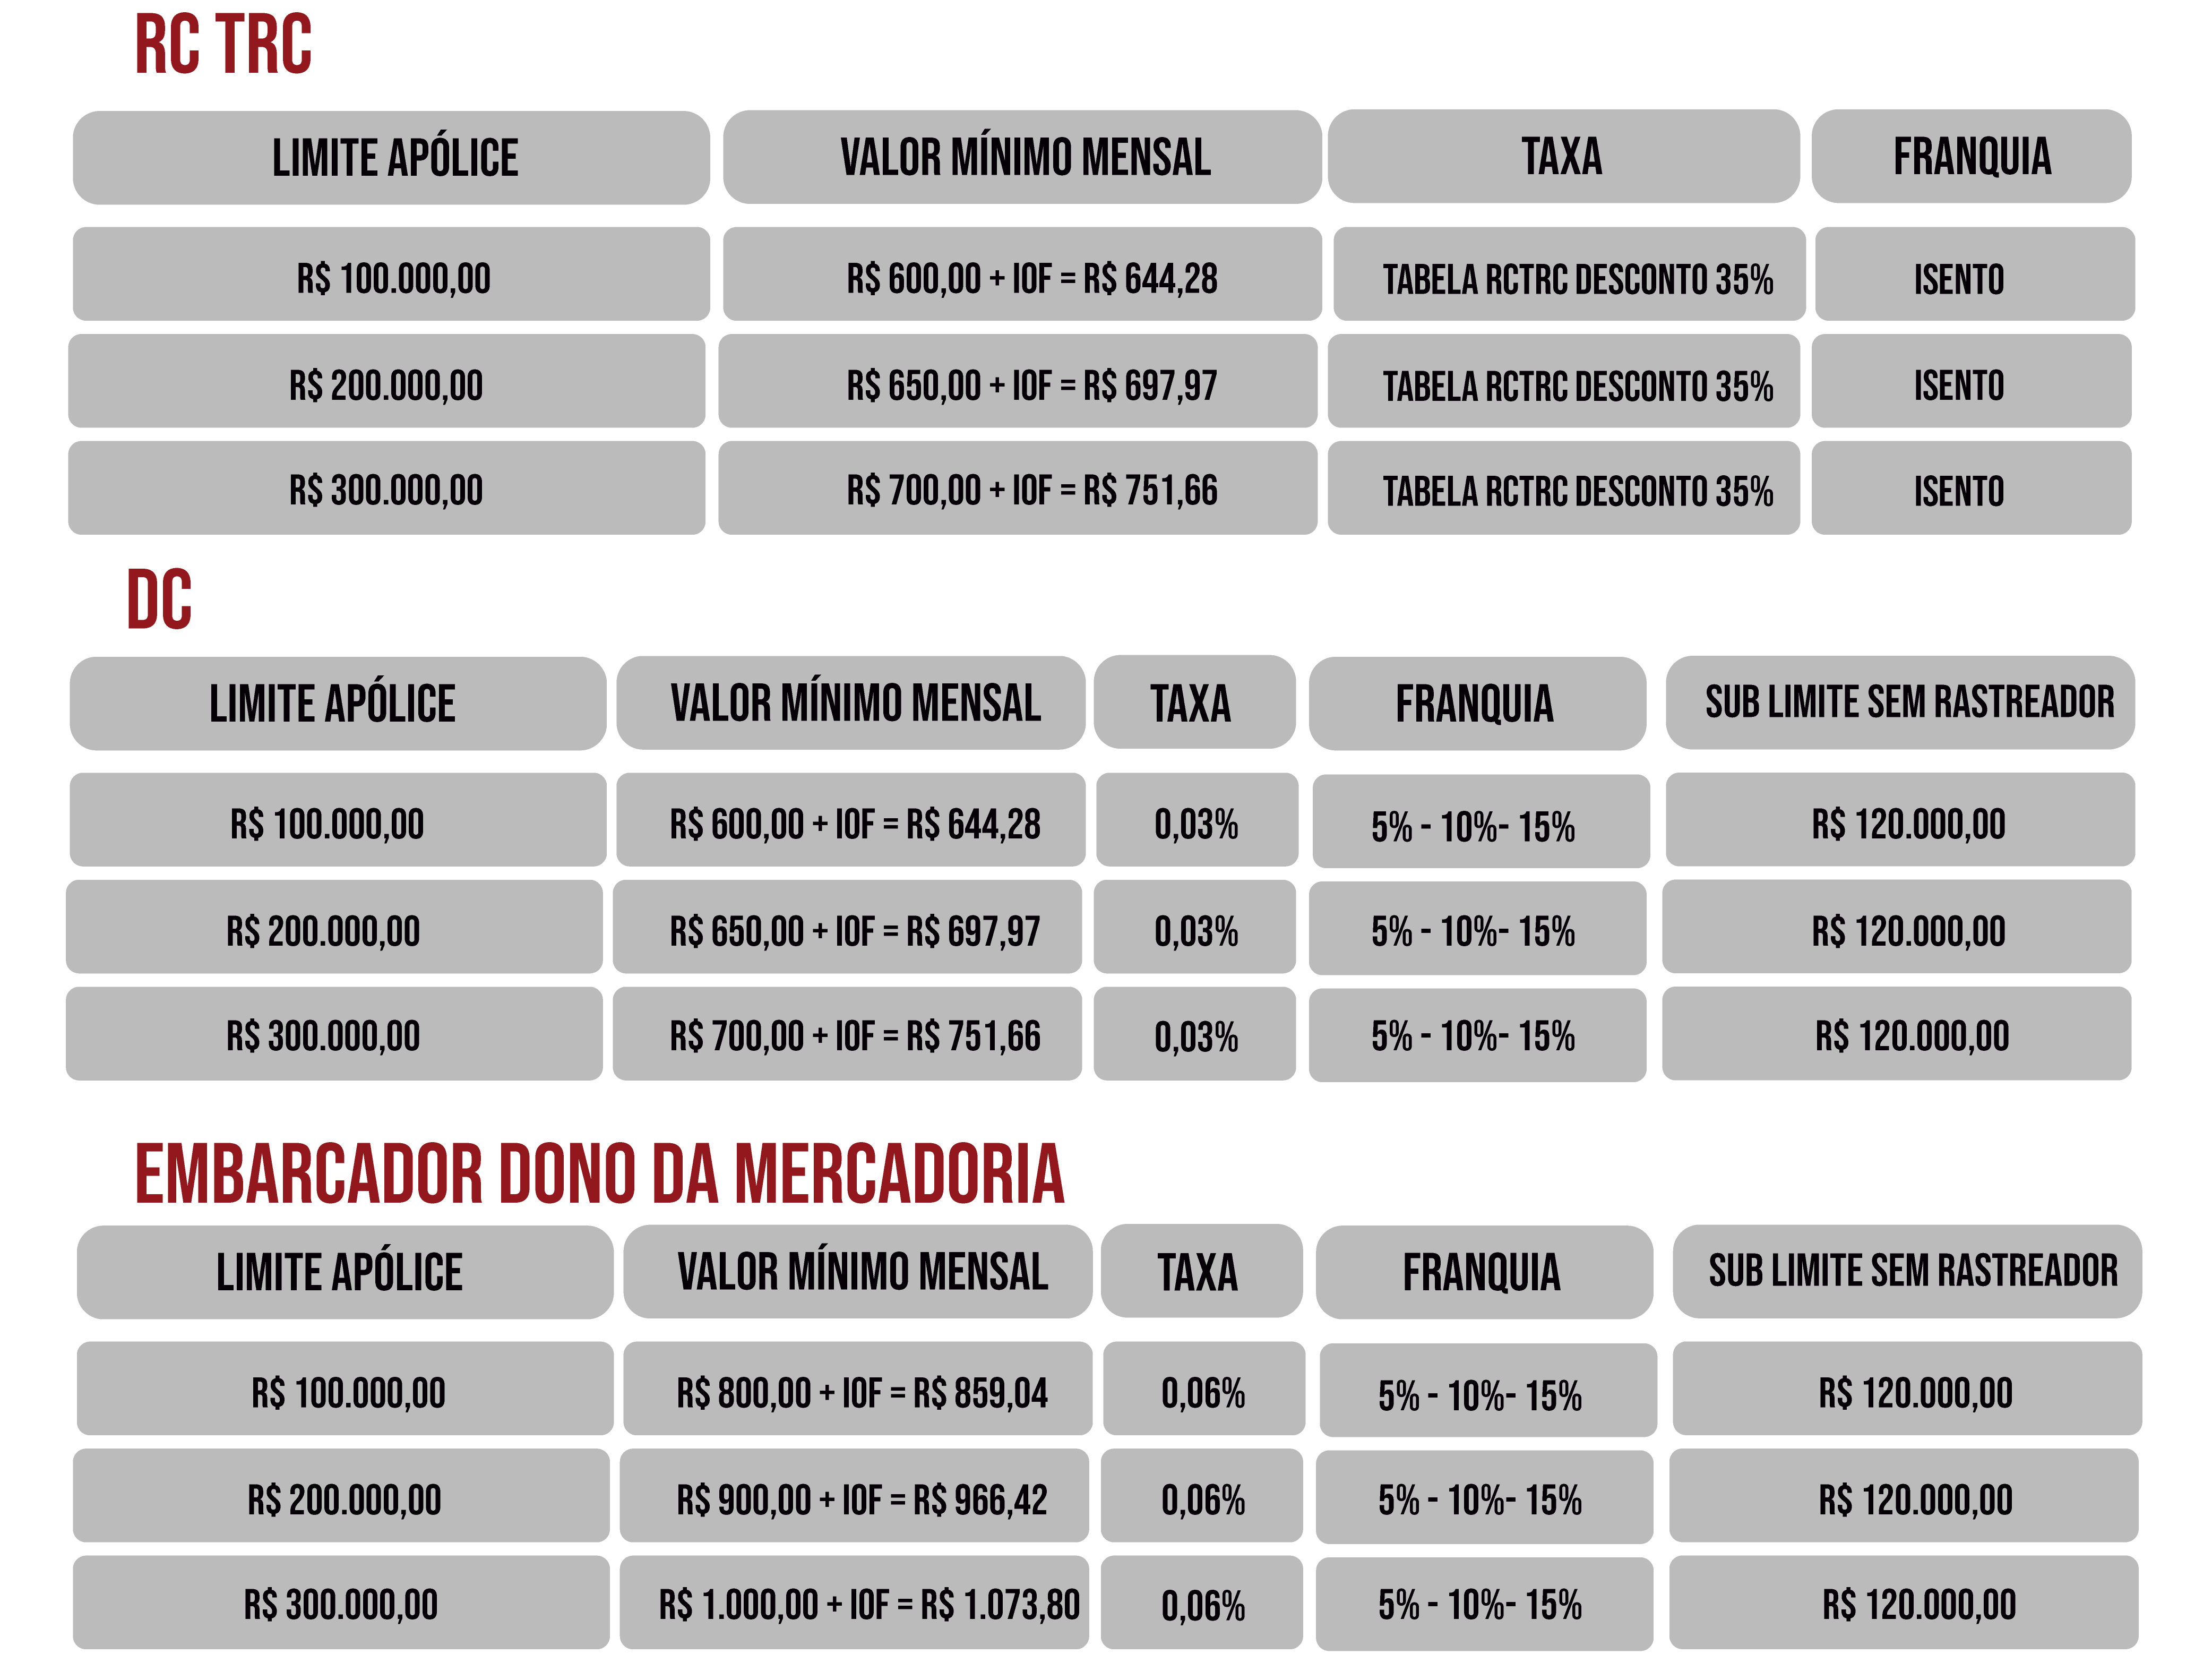 RC TRC
LIMITE APÓLICE VALOR MÍNIMO MENSAL TAXA FRANQUIA
R$ 100.000,00 R$ 600,00 + IOF = R$ 644,28 TABELA RCTRC DESCONTO 35% ISENTO
R$ 200.000,00 R$ 650,00 + IOF = R$ 697,97 TABELA RCTRC DESCONTO 35% ISENTO
R$ 300.000,00 R$ 700,00 + IOF = R$ 751,66 TABELA RCTRC DESCONTO 35% ISENTO
DC
LIMITE APÓLICE VALOR MÍNIMO MENSAL TAXA FRANQUIA SUB LIMITE SEM RASTREADOR
R$ 100.000,00 R$ 600,00 + IOF = R$ 644,28 0,03% 5% - 10%- 15% R$ 120.000,00
R$ 200.000,00 R$ 650,00 + IOF = R$ 697,97 0,03% 5% - 10%- 15% R$ 120.000,00
R$ 300.000,00 R$ 700,00 + IOF = R$ 751,66 0,03% 5% - 10%- 15% R$ 120.000,00
EMBARCADOR DONO DA MERCADORIA
LIMITE APÓLICE VALOR MÍNIMO MENSAL TAXA FRANQUIA SUB LIMITE SEM RASTREADOR
R$ 100.000,00 R$ 800,00 + IOF = R$ 859,04 0,06% 5% - 10%- 15% R$ 120.000,00
R$ 200.000,00 R$ 900,00 + IOF = R$ 966,42 0,06% 5% - 10%- 15% R$ 120.000,00
R$ 300.000,00 R$ 1.000,00 + IOF = R$ 1.073,80 0,06% 5% - 10%- 15% R$ 120.000,00